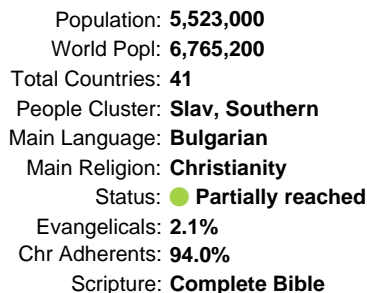 Population: 5,523,000
World Popl: 6,765,200
Total Countries: 41
People Cluster: Slav, Southern
Main Language: Bulgarian
Main Religion: Christianity
Status: Partially reached
Evangelicals: 2.1%
Chr Adherents: 94.0%
Scripture: Complete Bible